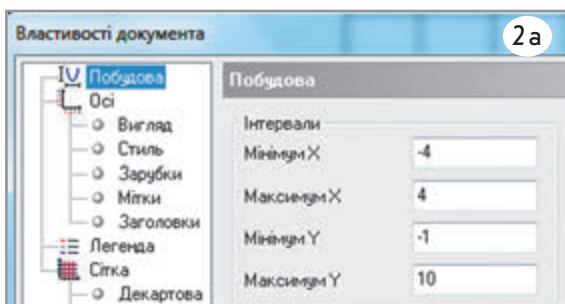 Властивості документа
2а
Побудова
Осі
Вигляд
Стиль
Зарубки
Мітки
Заголовки
Легенда
Сітка
Декартова
Побудова
Інтервали
Мінімум X
-4
Максимум X
4
Мінімум Y
-1
Максимум Y
10